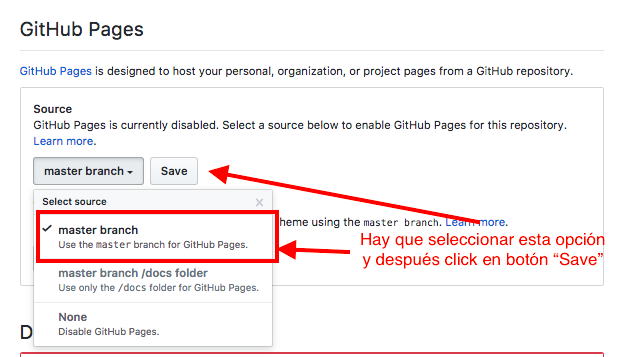 GitHub Pages
GitHub Pages is designed to host your personal, organization, or project pages from a GitHub repository.
Source
GitHub Pages is currently disabled. Select a source below to enable GitHub Pages for this repository.
Learn more.
master branch
Save
Select source
heme using the master branch. Learn more.
master branch
Use the master branch for GitHub Pages.
Hay que seleccionar esta opción
y después click en botón “Save”
master branch /docs folder
Use only the /docs folder for GitHub Pages.
None
Disable GitHub Pages.
D